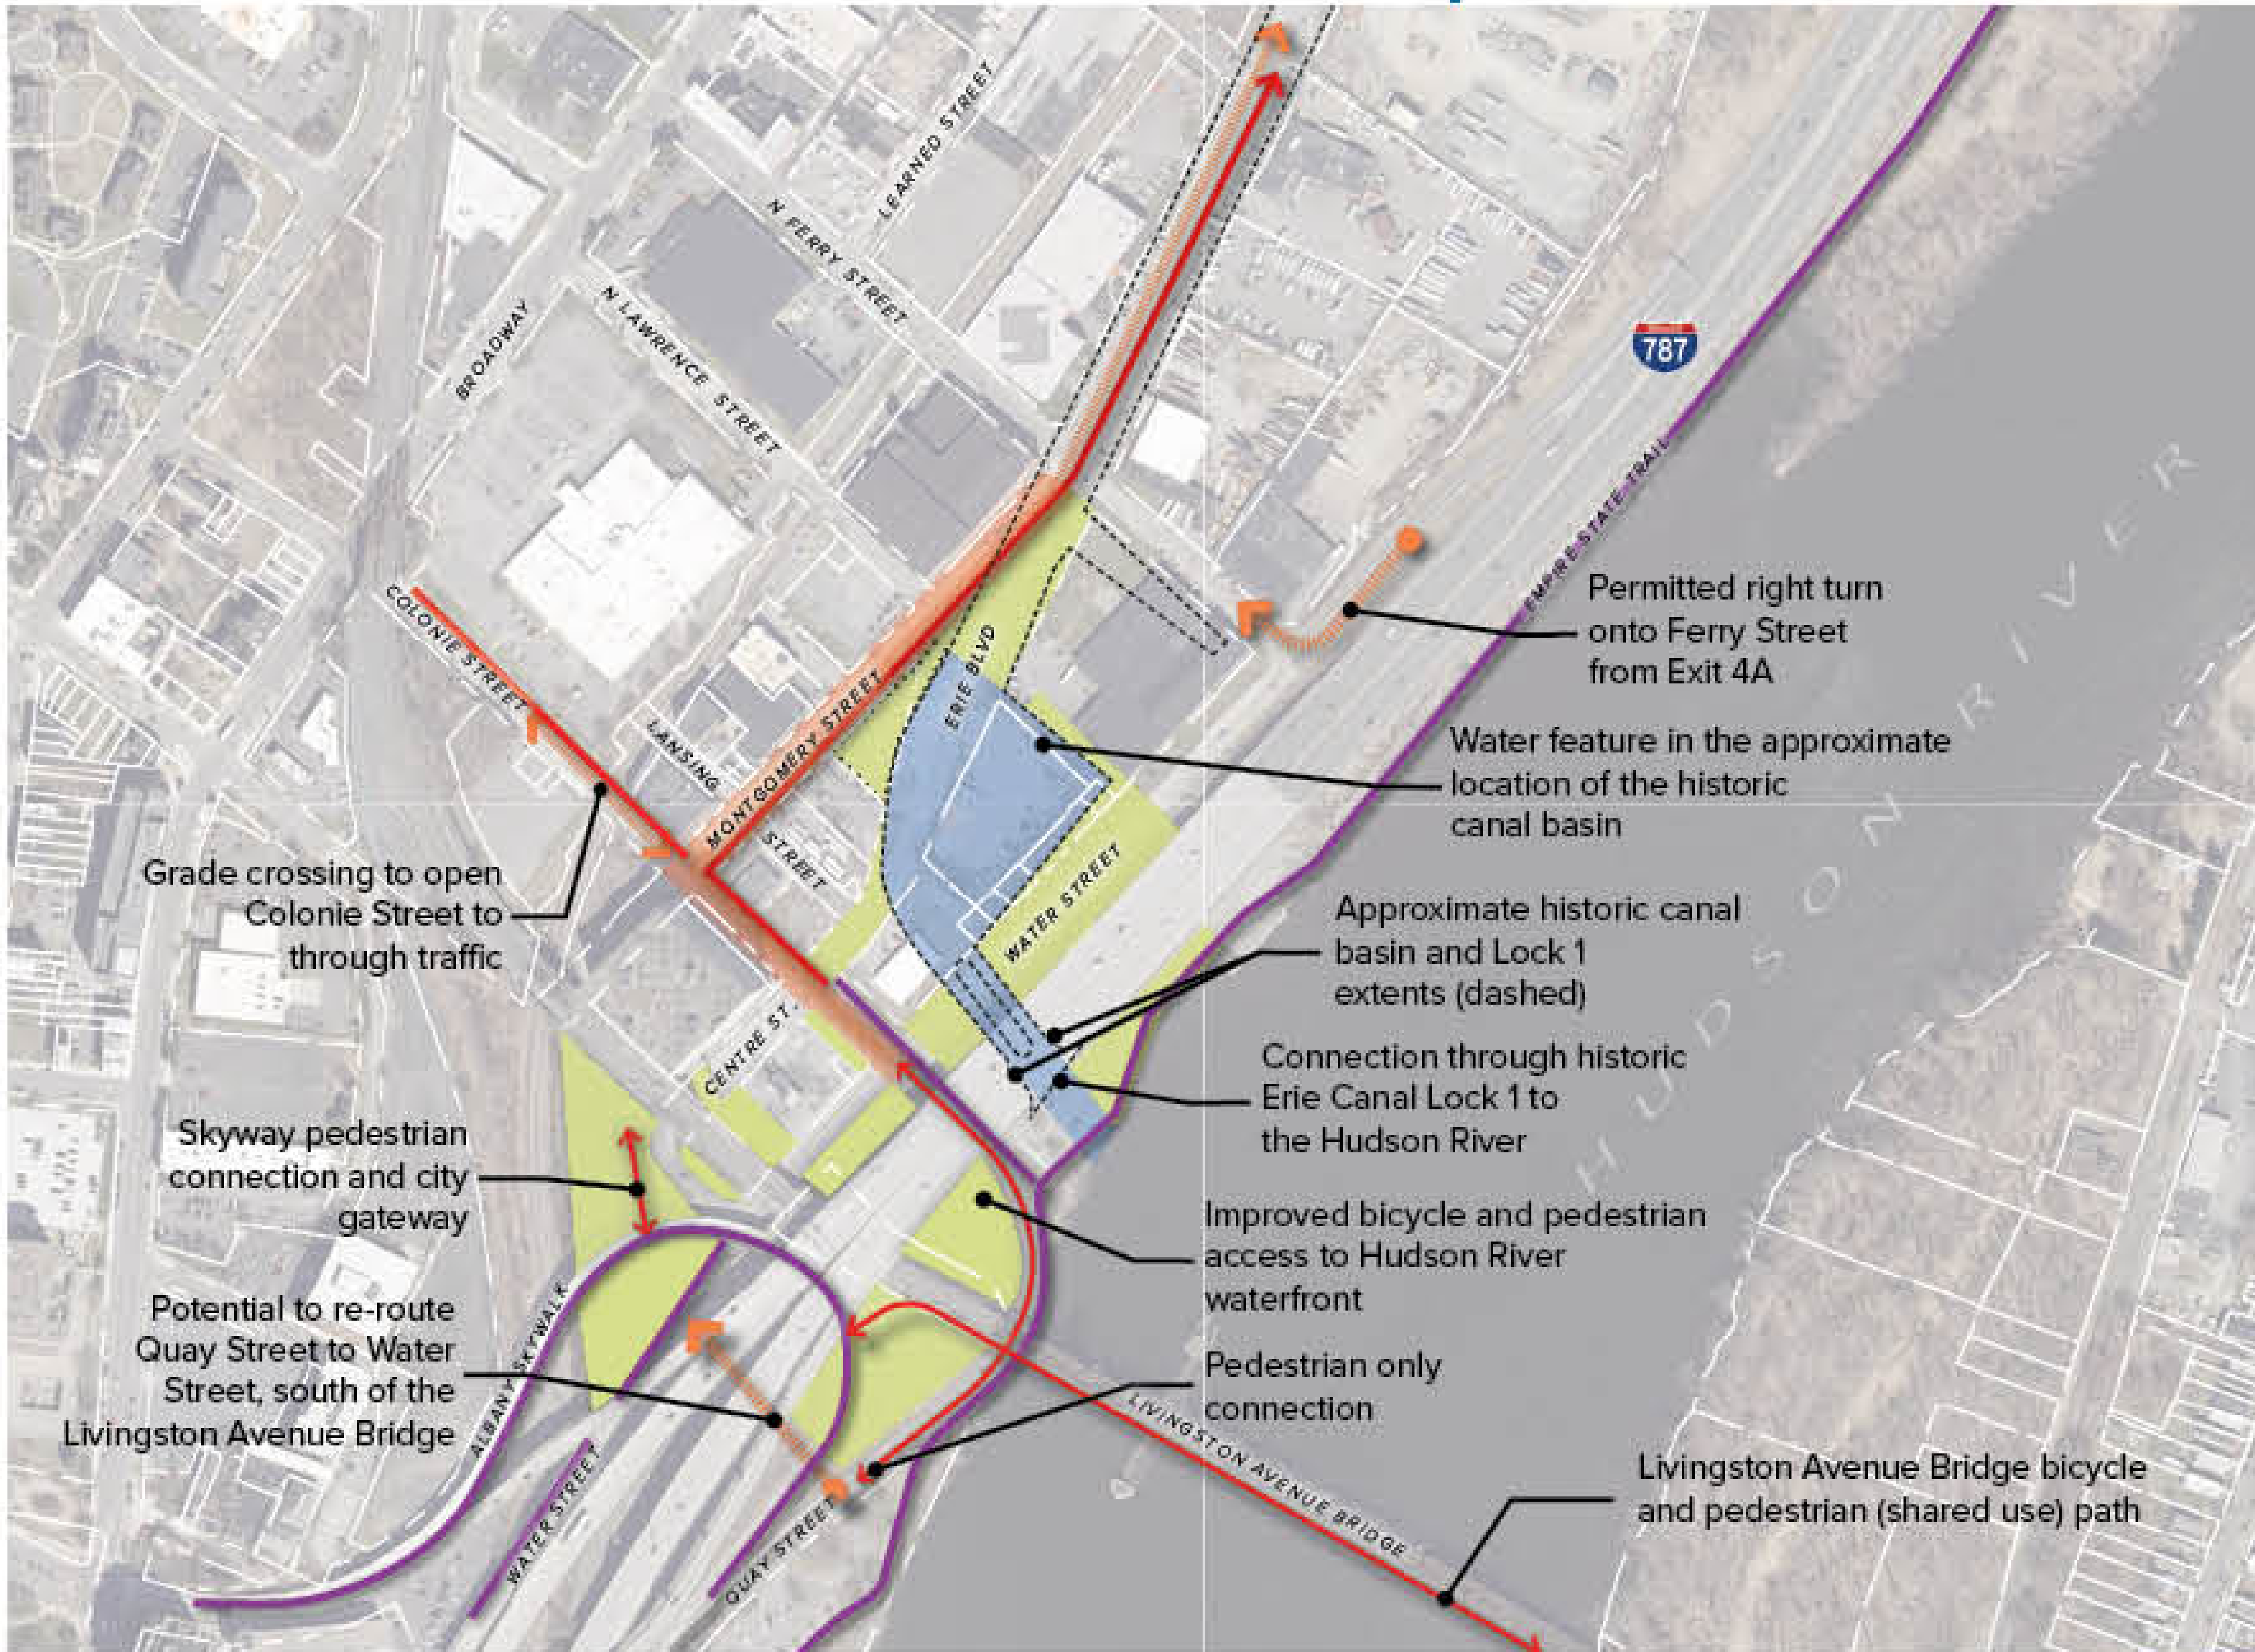 LEARNED STREET
N FERRY STREET
BROADWAY
N LAWRENCE STREET
787
EMPIRE STATE TRAIL
HUDSON RIVER
COLONIE STREET
Permitted right turn
onto Ferry Street
from Exit 4A
ERIE BLVD
LANSING
STREET
MONTGOMERY STREET
Water feature in the approximate
location of the historic
canal basin
Grade crossing to open
Colonie Street to
through traffic
WATER STREET
Approximate historic canal
basin and Lock 1
extents (dashed)
CENTRE ST.
Connection through historic
Erie Canal Lock 1 to
the Hudson River
Skyway pedestrian
connection and city
gateway
Improved bicycle and pedestrian
access to Hudson River
waterfront
Potential to re-route
Quay Street to Water
Street, south of the
Livingston Avenue Bridge
ALBANY SKYWALK
Pedestrian only
connection
LIVINGSTON AVENUE BRIDGE
WATER STREET
QUAY STREET
Livingston Avenue Bridge bicycle
and pedestrian (shared use) path